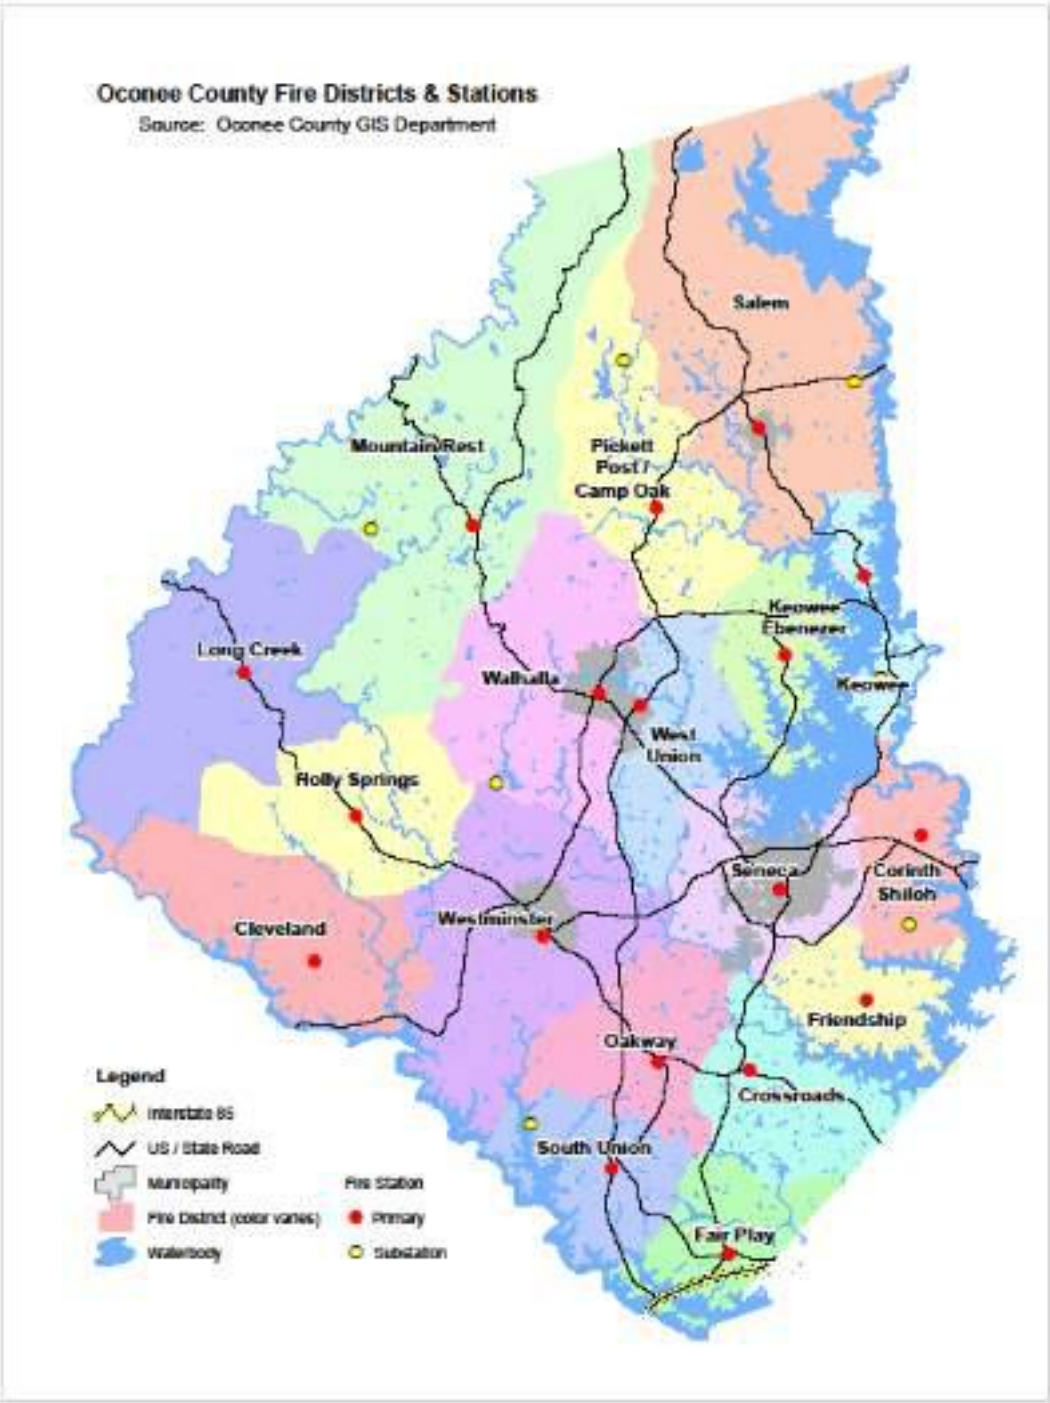 Oconee County Fire Districts & Stations
Source: Oconee County GIS Department
Salem
Mountain Rest
Pickett
Post /
Camp Oak
Keowee
Ebenezer
Long Creek
Walhalla
Keowee
West
Union
Holly Springs
Seneca
Corinth
Shiloh
Westminster
Cleveland
Friendship
Oakway
Crossroads
South Union
Fair Play
Legend
Interstate 85
US / State Road
Municipality
Fire District (color varies)
Waterbody
Fire Station
Primary
Substation